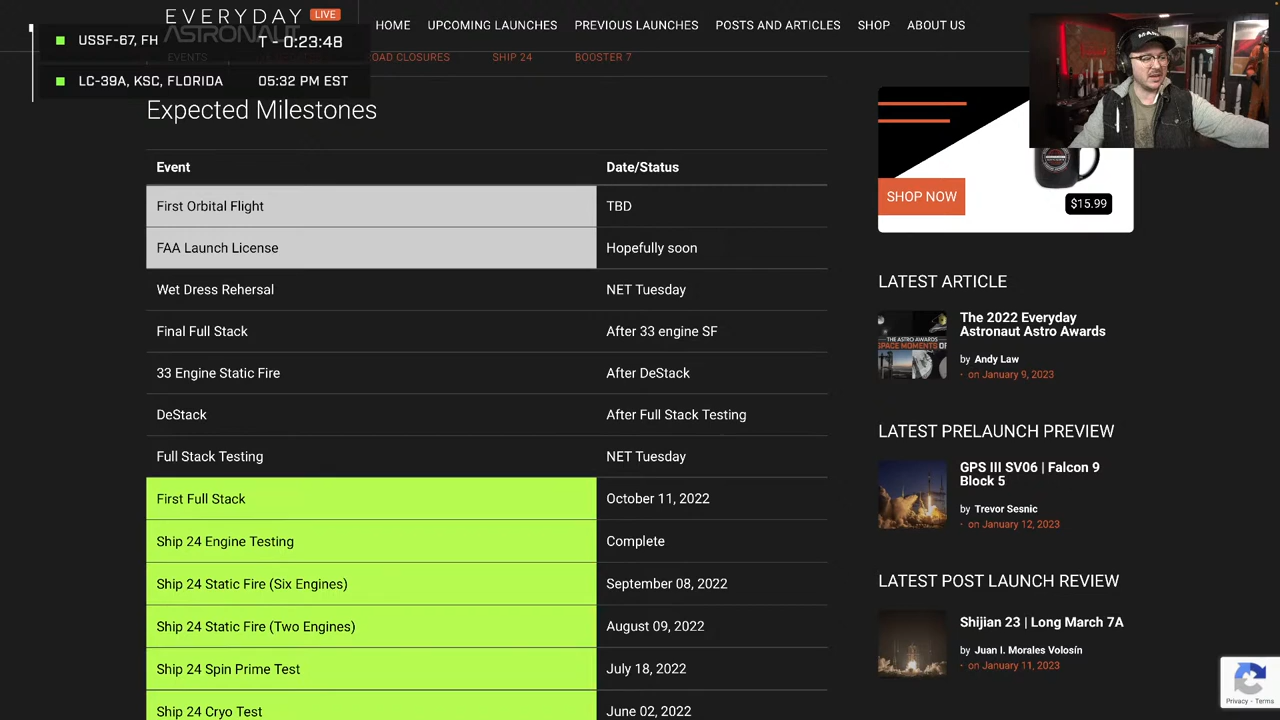 EVERYDAY LIVE
ASTRONAUT
HOME
UPCOMING LAUNCHES
PREVIOUS LAUNCHES
POSTS AND ARTICLES
SHOP
ABOUT US
USSF-67, FH
T - 0:23:48
LC-39A, KSC, FLORIDA
05:32 PM EST
EVENTS
OAD CLOSURES
SHIP 24
BOOSTER 7
Expected Milestones
Event Date/Status
First Orbital Flight TBD
FAA Launch License Hopefully soon
Wet Dress Rehersal NET Tuesday
Final Full Stack After 33 engine SF
33 Engine Static Fire After DeStack
DeStack After Full Stack Testing
Full Stack Testing NET Tuesday
First Full Stack October 11, 2022
Ship 24 Engine Testing Complete
Ship 24 Static Fire (Six Engines) September 08, 2022
Ship 24 Static Fire (Two Engines) August 09, 2022
Ship 24 Spin Prime Test July 18, 2022
Ship 24 Cryo Test June 02, 2022
SHOP NOW
$15.99
LATEST ARTICLE
The 2022 Everyday
Astronaut Astro Awards
by Andy Law
· on January 9, 2023
THE ASTRO AWARDS
SPACE MOMENTS OF
LATEST PRELAUNCH PREVIEW
GPS III SV06 | Falcon 9
Block 5
by Trevor Sesnic
· on January 12, 2023
LATEST POST LAUNCH REVIEW
Shijian 23 | Long March 7A
by Juan I. Morales Volosín
· on January 11, 2023
Privacy - Terms